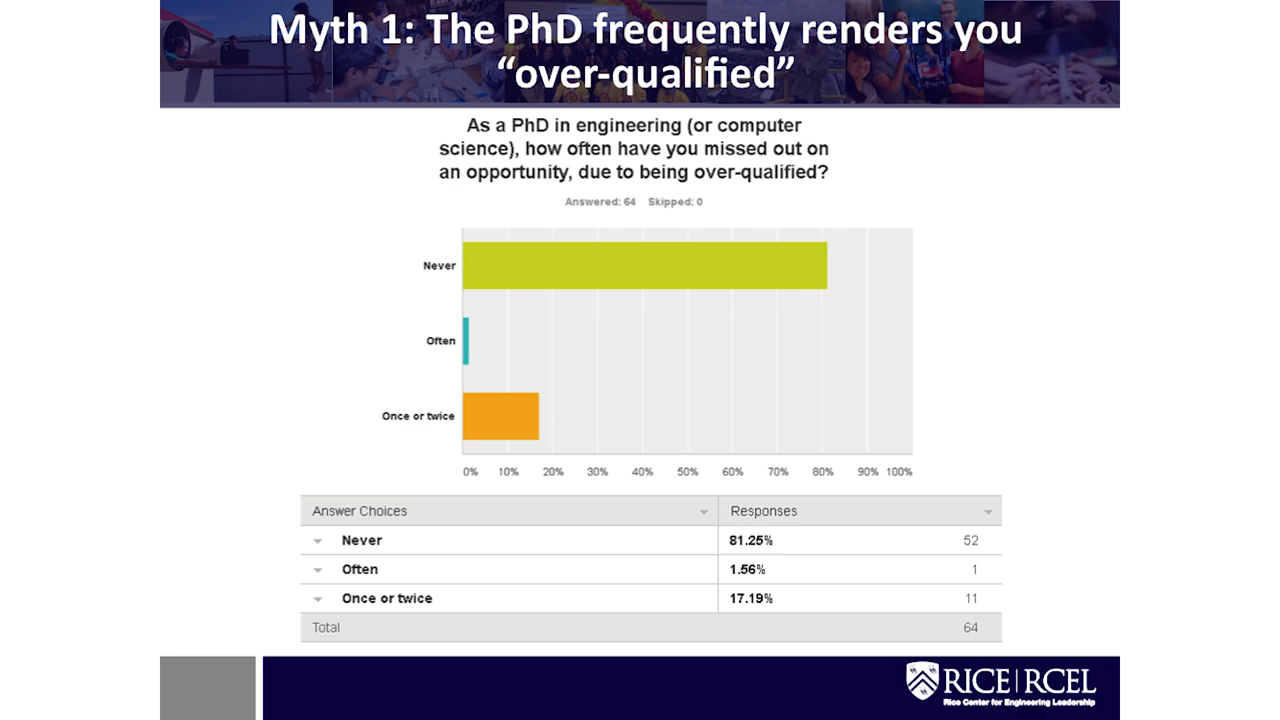 Myth 1: The PhD frequently renders you
“over-qualified”
As a PhD in engineering (or computer
science), how often have you missed out on
an opportunity, due to being over-qualified?
Answered: 64 Skipped: 0
Never
Often
Once or twice
0% 10% 20% 30% 40% 50% 60% 70% 80% 90% 100%
Answer Choices Responses
Never 81.25% 52
Often 1.56% 1
Once or twice 17.19% 11
Total 64
RICE | RCEL
Rice Center for Engineering Leadership